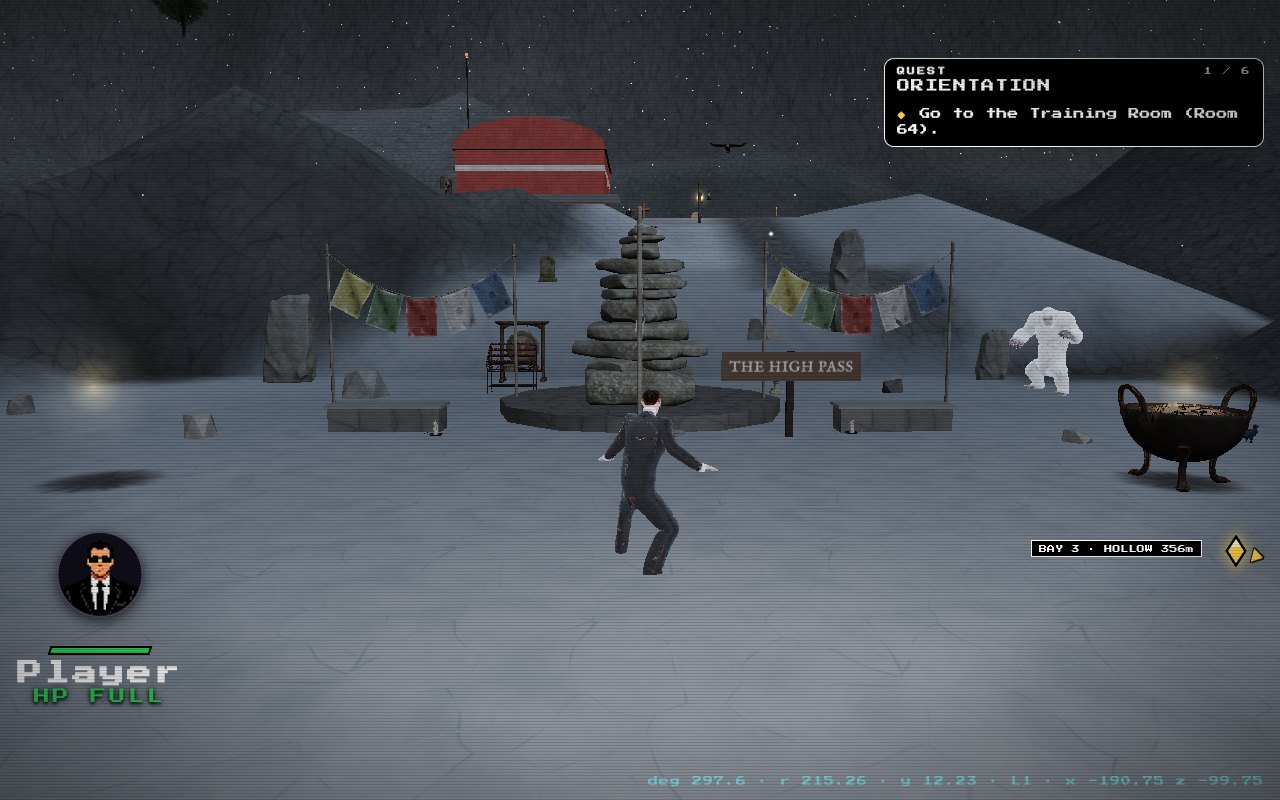 QUEST 1 / 6
ORIENTATION
◆ Go to the Training Room (Room
64).
THE HIGH PASS
BAY 3 · HOLLOW 356m
Player
HP FULL
deg 297.6 · r 215.26 · y 12.23 · L1 · x -190.75 z -99.75